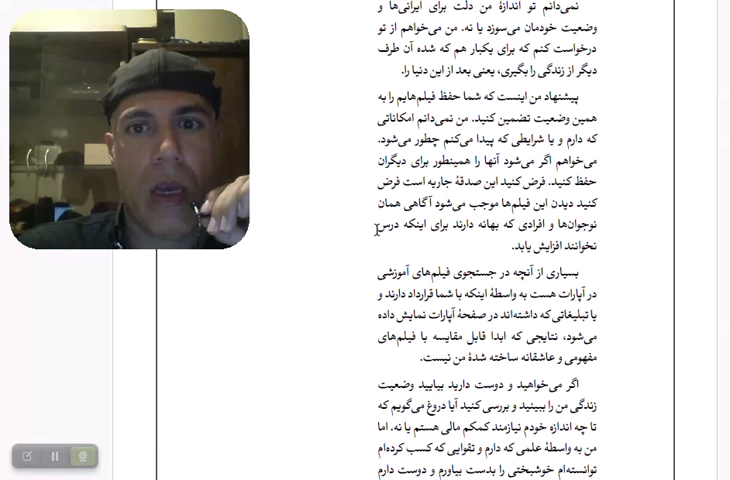 نمی‌دانم تو اندازهٔ من دلت برای ایرانی‌ها و
وضعیت خودمان می‌سوزد یا نه. من می‌خواهم از تو
درخواست کنم که برای یکبار هم که شده آن طرف
دیگر از زندگی را بگیری، یعنی بعد از این دنیا را.
پیشنهاد من اینست که شما حفظ فیلم‌هایم را به
همین وضعیت تضمین کنید. من نمی‌دانم امکاناتی
که دارم و یا شرایطی که پیدا می‌کنم چطور می‌شود.
می‌خواهم اگر می‌شود آنها را همینطور برای دیگران
حفظ کنید. فرض کنید این صدقهٔ جاریه است فرض
کنید دیدن این فیلم‌ها موجب می‌شود آگاهی همان
نوجوان‌ها و افرادی که بهانه دارند برای اینکه درس
نخوانند افزایش یابد.
بسیاری از آنچه در جستجوی فیلم‌های آموزشی
در آپارات هست به واسطهٔ اینکه با شما قرارداد دارند و
یا تبلیغاتی که داشته‌اند در صفحهٔ آپارات نمایش داده
می‌شود، نتایجی که ابدا قابل مقایسه با فیلم‌های
مفهومی و عاشقانه ساخته شدهٔ من نیست.
اگر می‌خواهید و دوست دارید بیایید وضعیت
زندگی من را ببینید و بررسی کنید آیا دروغ می‌گویم که
تا چه اندازه خودم نیازمند کمکم مالی هستم یا نه. اما
من به واسطهٔ علمی که دارم و تقوایی که کسب کرده‌ام
توانسته‌ام خوشبختی را بدست بیاورم و دوست دارم